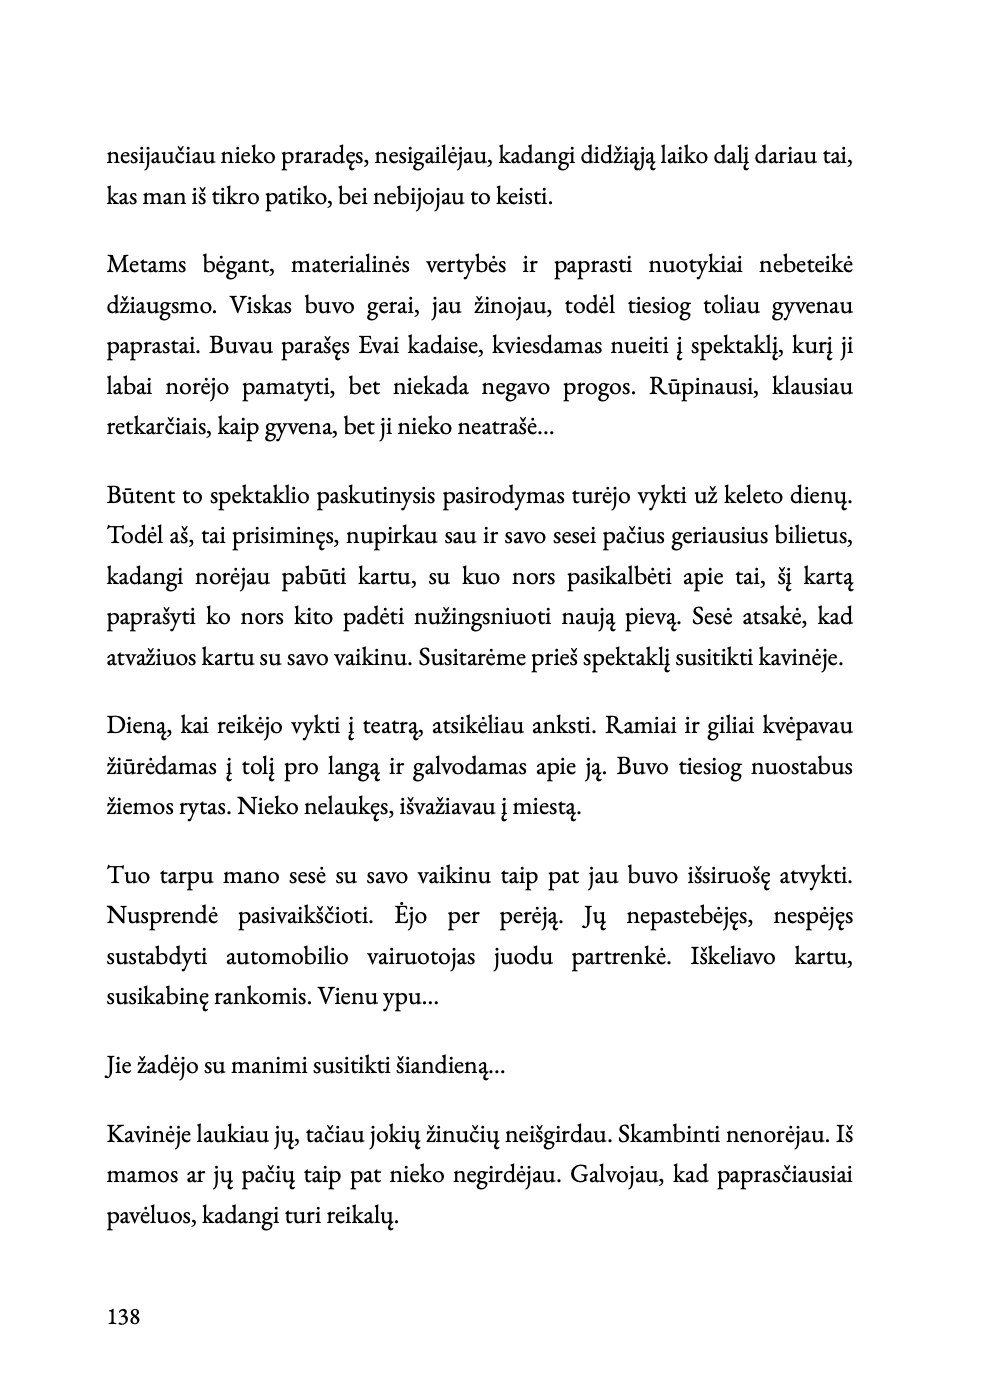 nesijaučiau nieko praradęs, nesigailėjau, kadangi didžiąją laiko dalį dariau tai,
kas man iš tikro patiko, bei nebijojau to keisti.
Metams bėgant, materialinės vertybės ir paprasti nuotykiai nebeteikė
džiaugsmo. Viskas buvo gerai, jau žinojau, todėl tiesiog toliau gyvenau
paprastai. Buvau parašęs Evai kadaise, kviesdamas nueiti į spektaklį, kurį ji
labai norėjo pamatyti, bet niekada negavo progos. Rūpinausi, klausiau
retkarčiais, kaip gyvena, bet ji nieko neatrašė...
Būtent to spektaklio paskutinysis pasirodymas turėjo vykti už keleto dienų.
Todėl aš, tai prisiminęs, nupirkau sau ir savo sesei pačius geriausius bilietus,
kadangi norėjau pabūti kartu, su kuo nors pasikalbėti apie tai, šį kartą
paprašyti ko nors kito padėti nužingsniuoti naują pievą. Sesė atsakė, kad
atvažiuos kartu su savo vaikinu. Susitarėme prieš spektaklį susitikti kavinėje.
Dieną, kai reikėjo vykti į teatrą, atsikėliau anksti. Ramiai ir giliai kvėpavau
žiūrėdamas į tolį pro langą ir galvodamas apie ją. Buvo tiesiog nuostabus
žiemos rytas. Nieko nelaukęs, išvažiavau į miestą.
Tuo tarpu mano sesė su savo vaikinu taip pat jau buvo išsiruošę atvykti.
Nusprendė pasivaikščioti. Ėjo per perėją. Jų nepastebėjęs, nespėjęs
sustabdyti automobilio vairuotojas juodu partrenkė. Iškeliavo kartu,
susikabinę rankomis. Vienu ypu...
Jie žadėjo su manimi susitikti šiandieną...
Kavinėje laukiau jų, tačiau jokių žinučių neišgirdau. Skambinti nenorėjau. Iš
mamos ar jų pačių taip pat nieko negirdėjau. Galvojau, kad paprasčiausiai
pavėluos, kadangi turi reikalų.
138